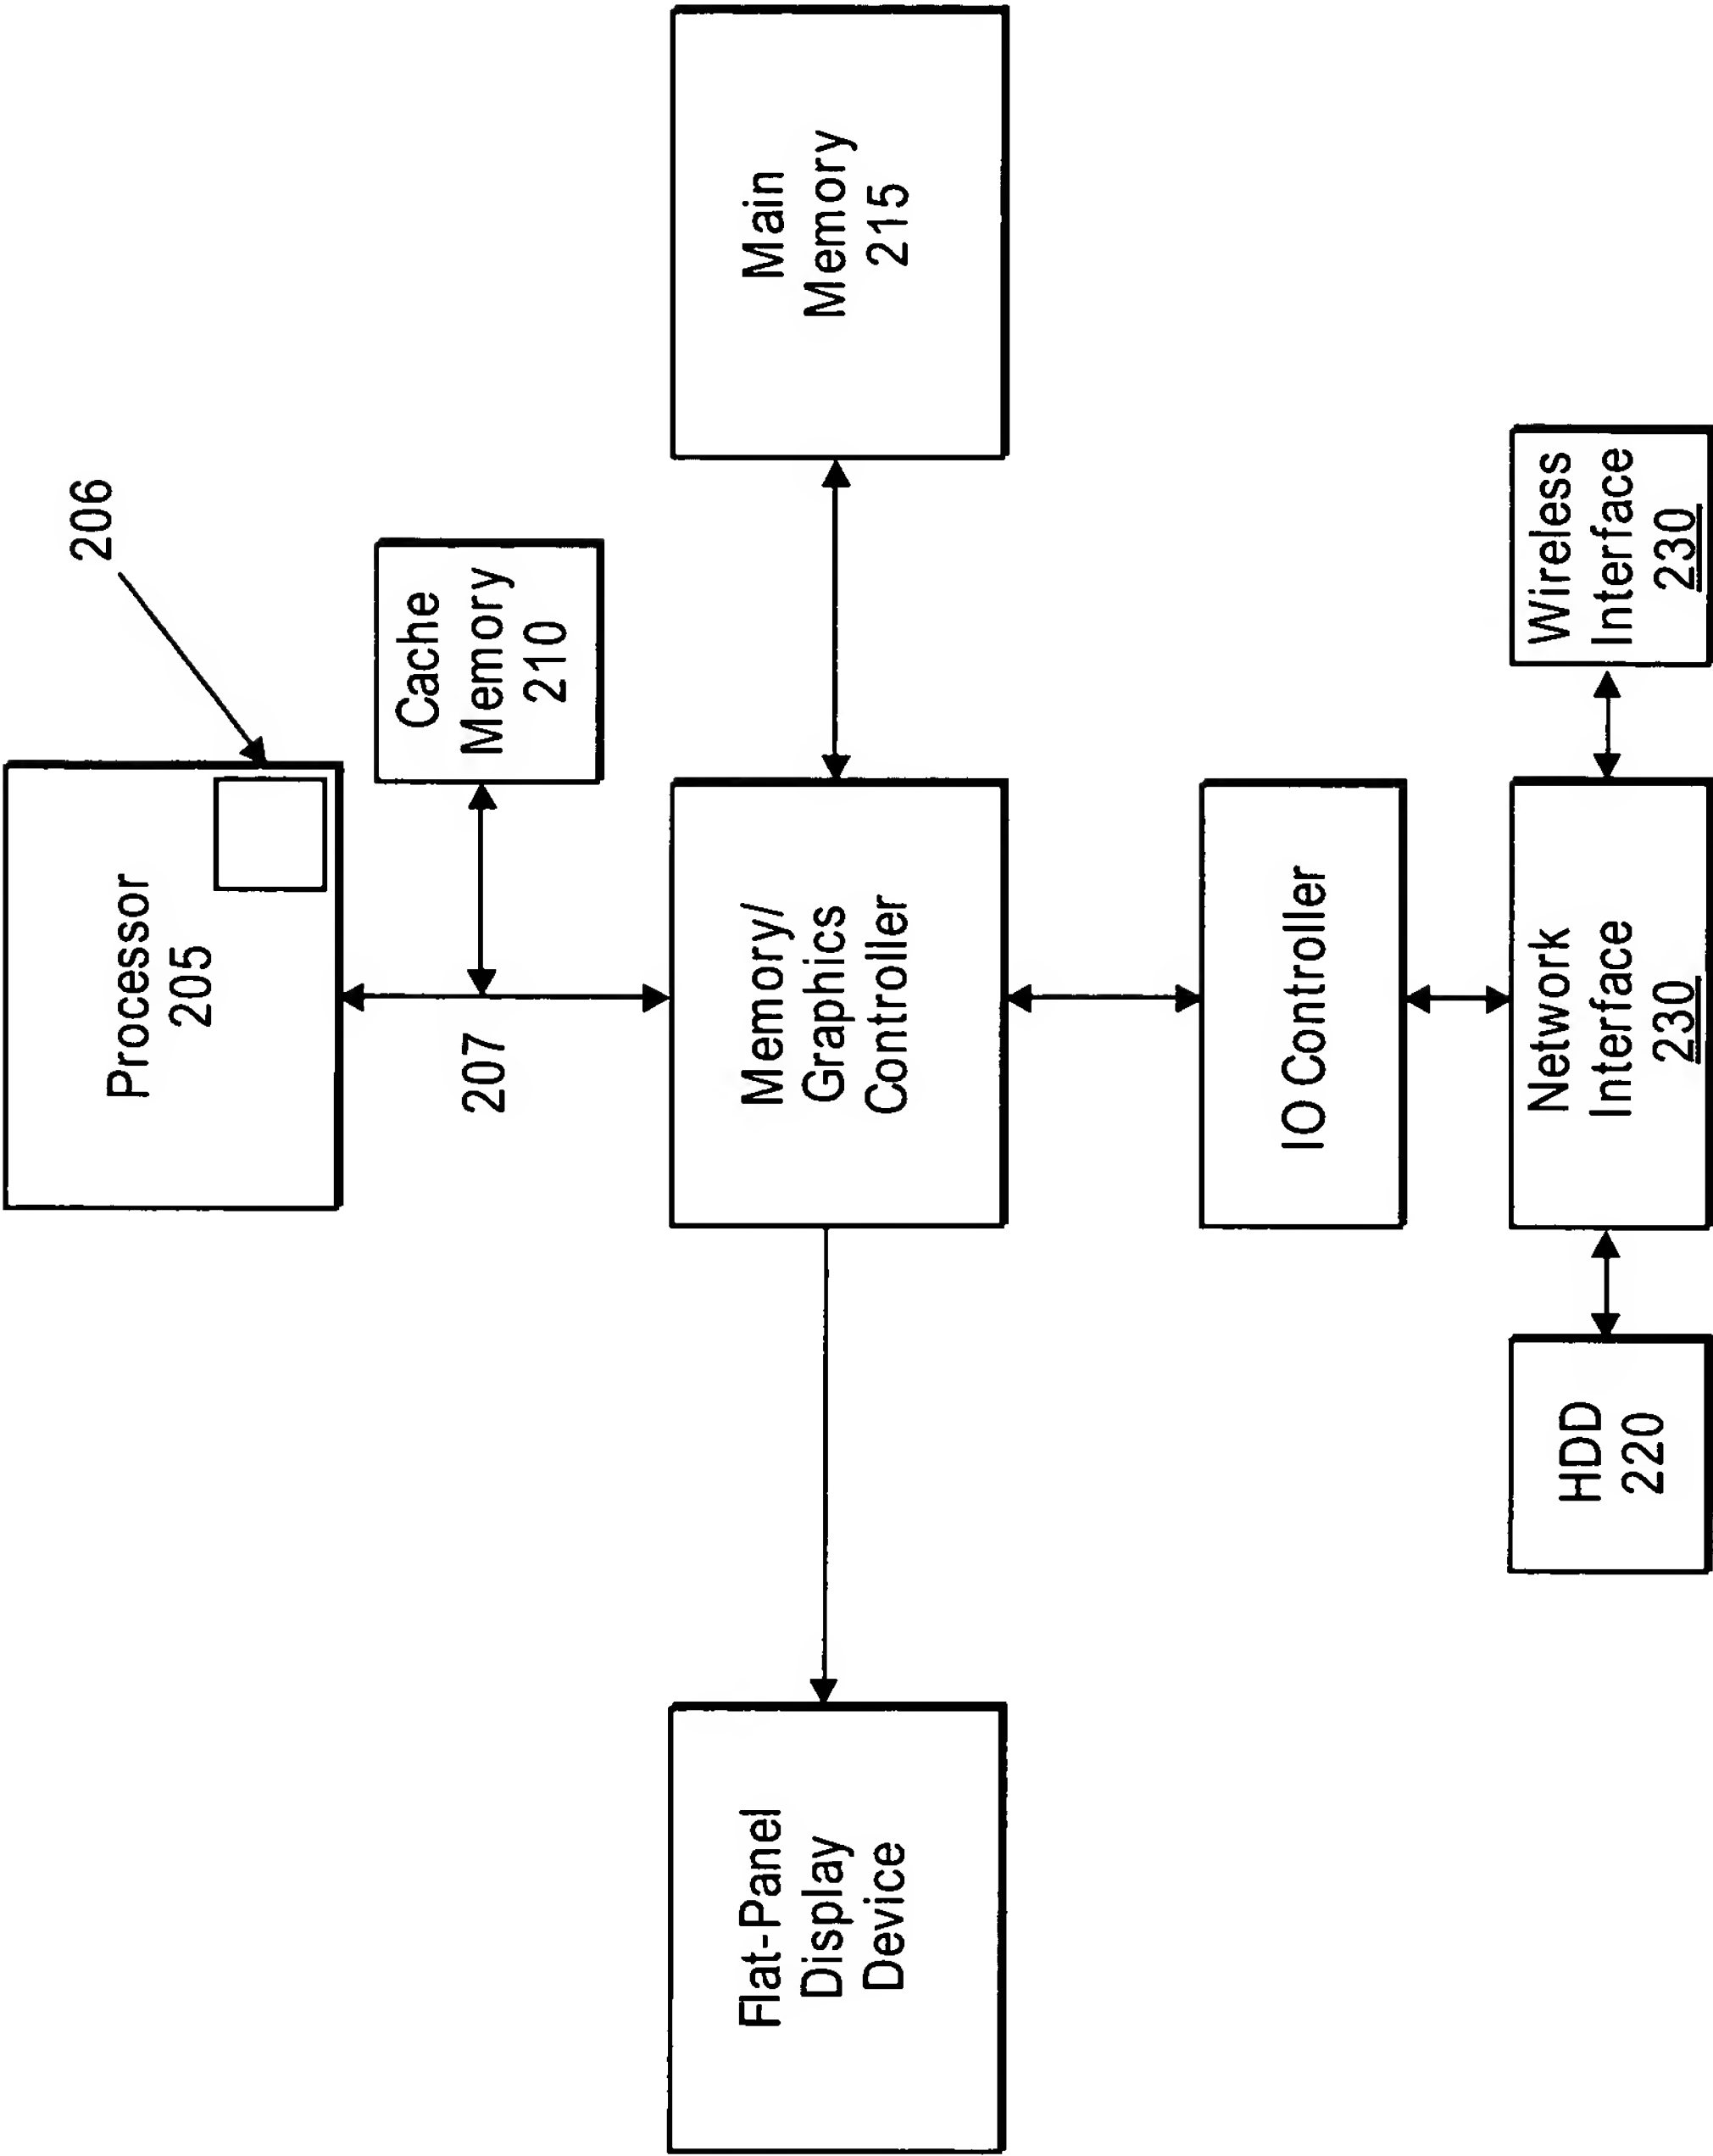 206
Processor
205
Cache
Memory
210
207
Flat-Panel
Display
Device
Memory/
Graphics
Controller
Main
Memory
215
IO Controller
HDD
220
Network
Interface
230
Wireless
Interface
230